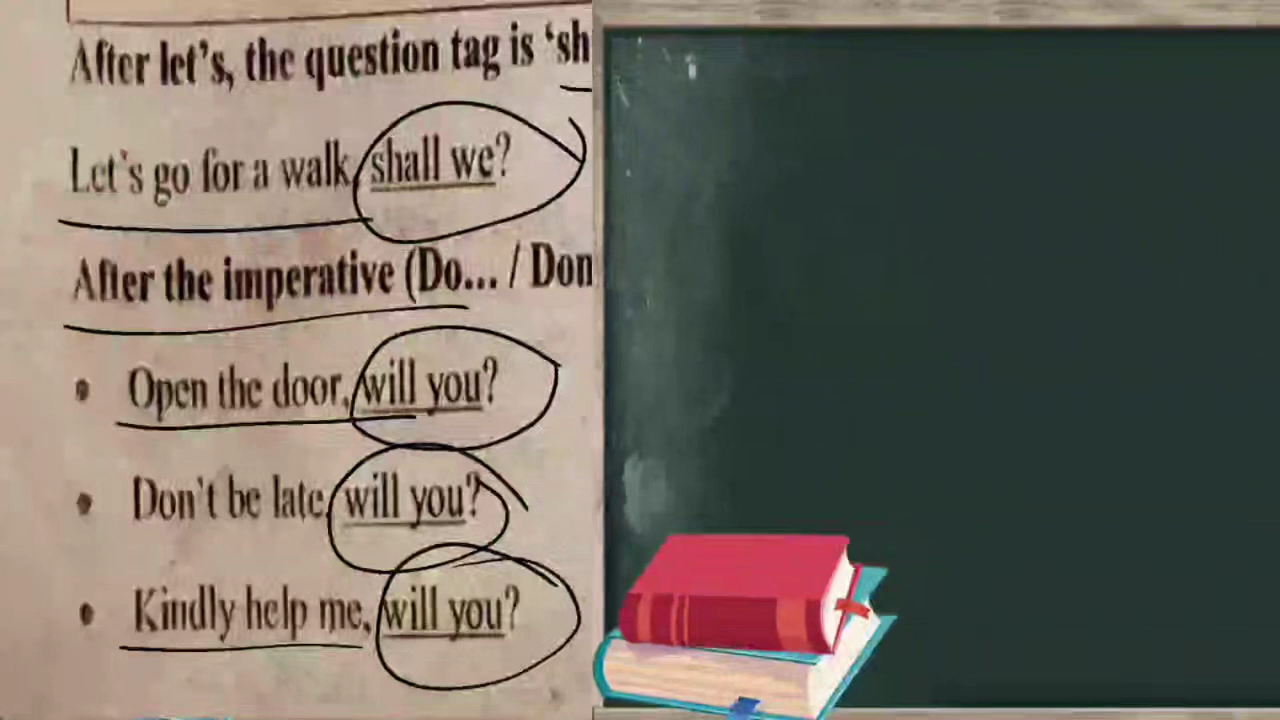 After let's, the question tag is 'sh
Let's go for a walk, shall we?
After the imperative (Do... / Don
• Open the door, will you?
• Don't be late, will you?
• Kindly help me, will you?